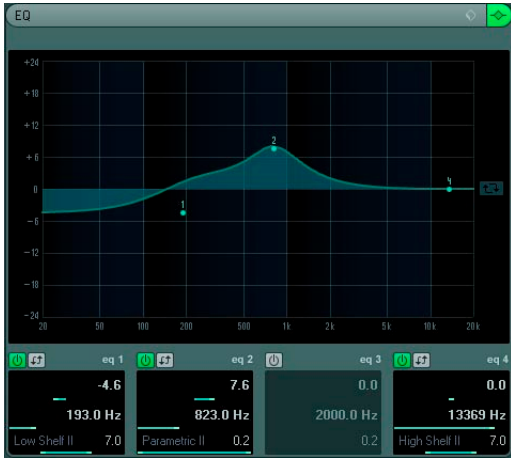 EQ
+24
+18
+12
+6
0
-6
-12
-18
-24
1
2
4
20 50 100 200 500 1k 2k 5k 10k 20k
eq 1 eq 2 eq 3 eq 4
-4.6 7.6 0.0 0.0
193.0 Hz 823.0 Hz 2000.0 Hz 13369 Hz
Low Shelf II 7.0 Parametric II 0.2 0.2 High Shelf II 7.0